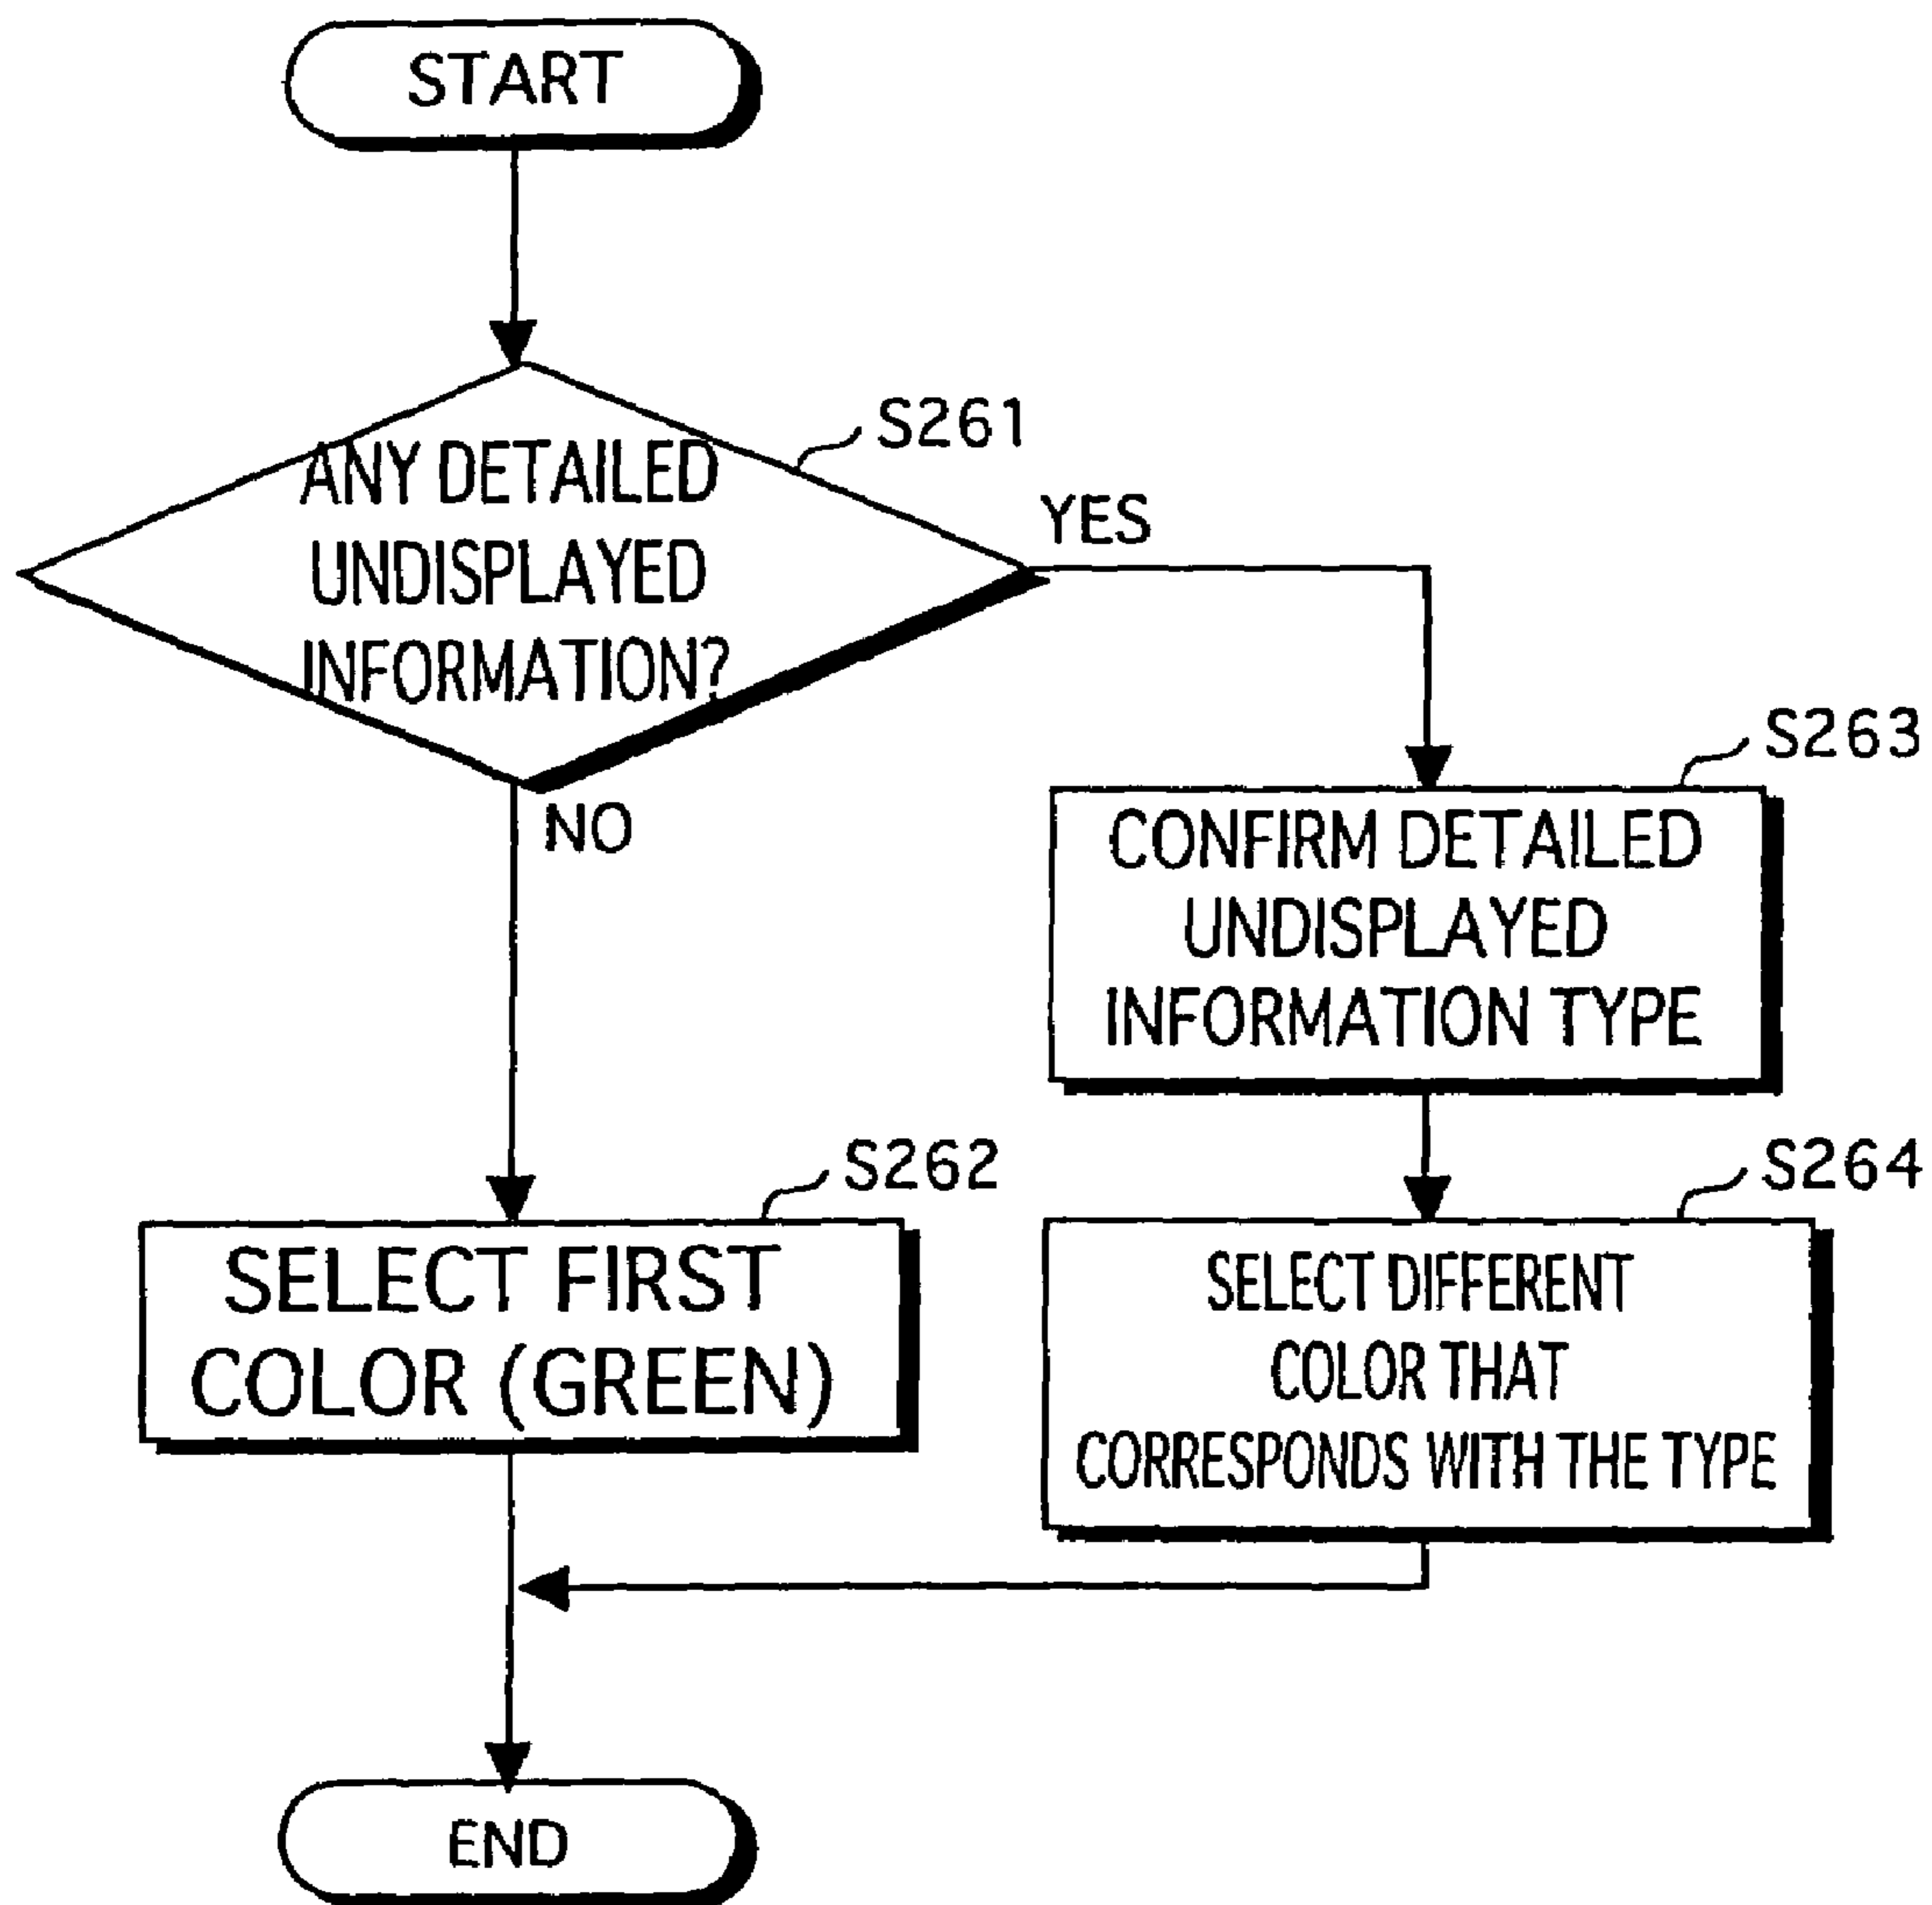 START
S261
ANY DETAILED
UNDISPLAYED
INFORMATION?
YES
NO
S263
CONFIRM DETAILED
UNDISPLAYED
INFORMATION TYPE
S262
SELECT FIRST
COLOR (GREEN)
S264
SELECT DIFFERENT
COLOR THAT
CORRESPONDS WITH THE TYPE
END